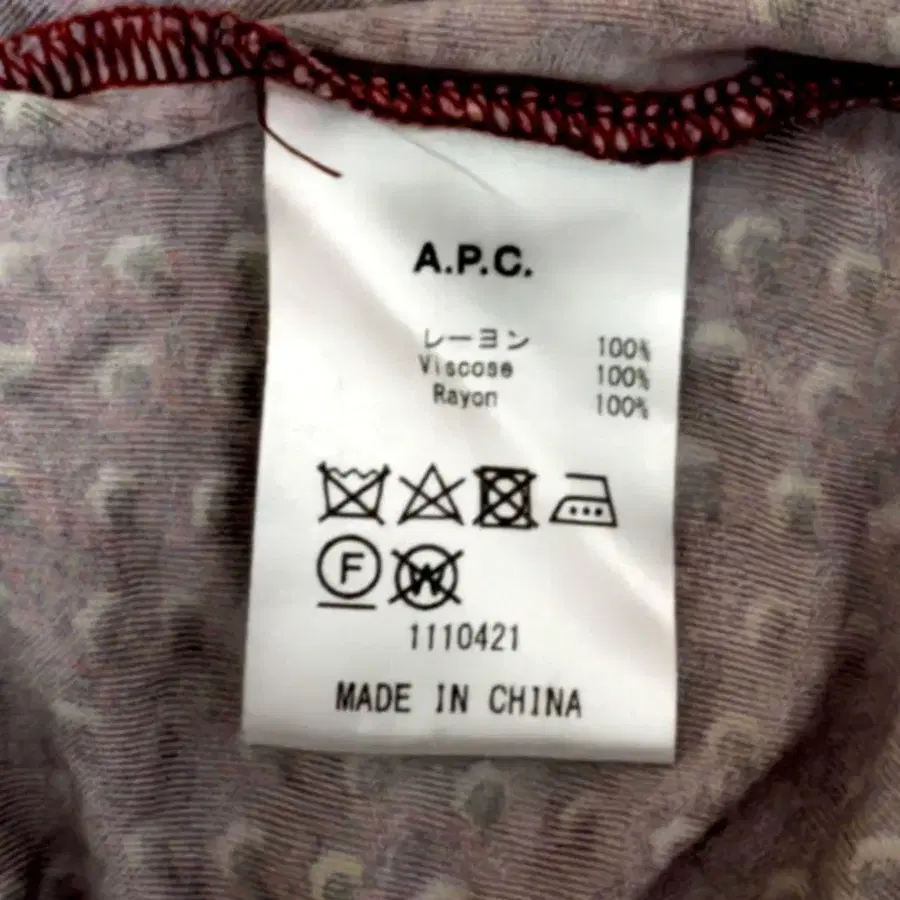 A.P.C.
レーヨン 100%
Viscose 100%
Rayon 100%
F W
1110421
MADE IN CHINA